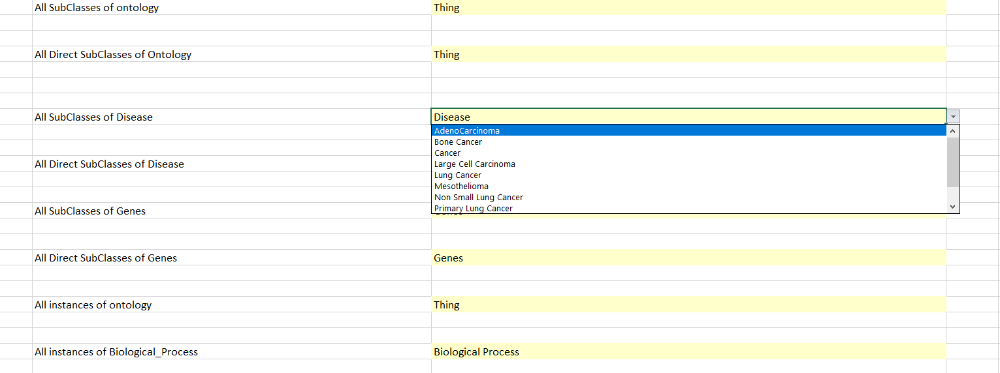 All SubClasses of ontology Thing
All Direct SubClasses of Ontology Thing
All SubClasses of Disease Disease
AdenoCarcinoma
Bone Cancer
Cancer
All Direct SubClasses of Disease Large Cell Carcinoma
Lung Cancer
Mesothelioma
Non Small Lung Cancer
All SubClasses of Genes Primary Lung Cancer
All Direct SubClasses of Genes Genes
All instances of ontology Thing
All instances of Biological_Process Biological Process